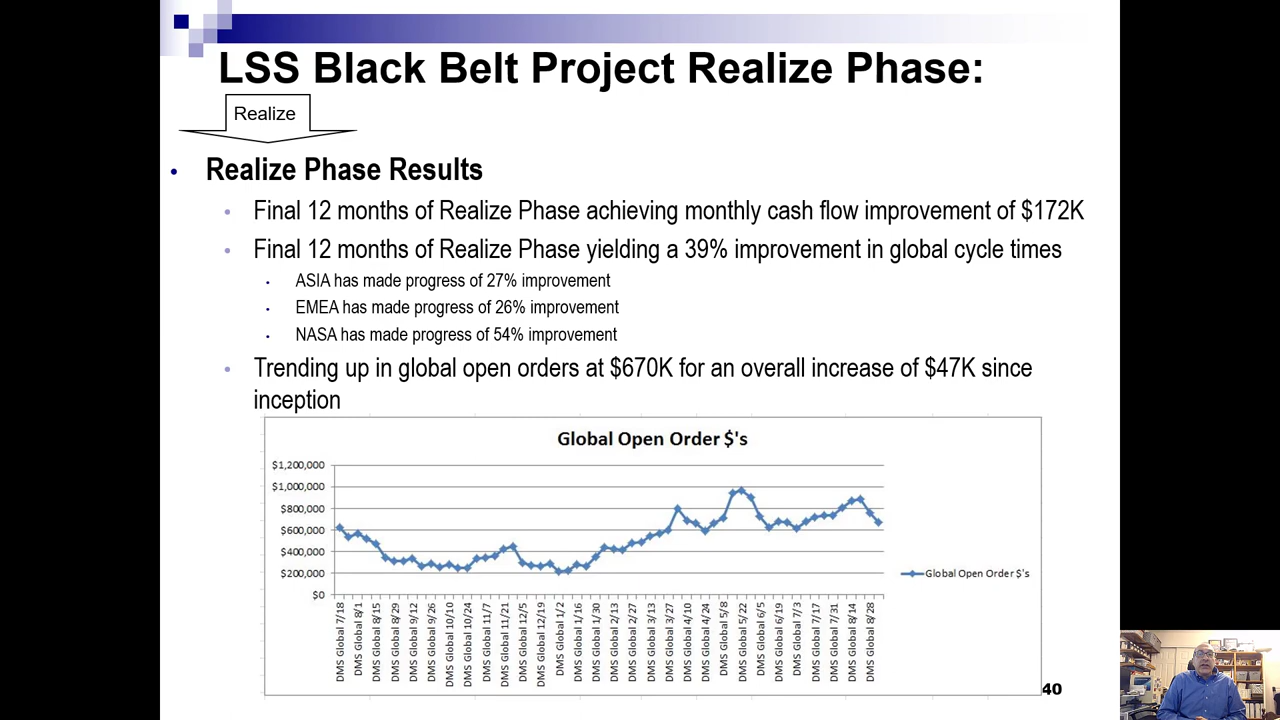 LSS Black Belt Project Realize Phase:
Realize
• Realize Phase Results
• Final 12 months of Realize Phase achieving monthly cash flow improvement of $172K
• Final 12 months of Realize Phase yielding a 39% improvement in global cycle times
• ASIA has made progress of 27% improvement
• EMEA has made progress of 26% improvement
• NASA has made progress of 54% improvement
• Trending up in global open orders at $670K for an overall increase of $47K since
inception
Global Open Order $'s
$1,200,000
$1,000,000
$800,000
$600,000
$400,000
$200,000
$0
DMS Global 7/18
DMS Global 8/1
DMS Global 8/15
DMS Global 8/29
DMS Global 9/12
DMS Global 9/26
DMS Global 10/10
DMS Global 10/24
DMS Global 11/7
DMS Global 11/21
DMS Global 12/5
DMS Global 12/19
DMS Global 1/2
DMS Global 1/16
DMS Global 1/30
DMS Global 2/13
DMS Global 2/27
DMS Global 3/13
DMS Global 3/27
DMS Global 4/10
DMS Global 4/24
DMS Global 5/8
DMS Global 5/22
DMS Global 6/5
DMS Global 6/19
DMS Global 7/3
DMS Global 7/17
DMS Global 7/31
DMS Global 8/14
DMS Global 8/28
Global Open Order $'s
40